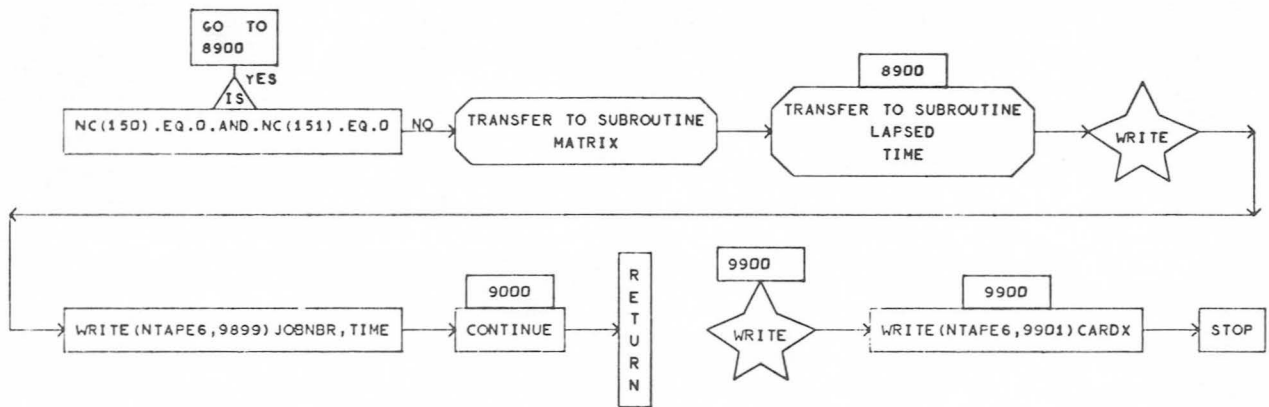 GO TO
8900
YES
IS
NC(150).EQ.0.AND.NC(151).EQ.0
NO
TRANSFER TO SUBROUTINE
MATRIX
8900
TRANSFER TO SUBROUTINE
LAPSED
TIME
WRITE
WRITE(NTAPE6,9899)JOBNBR,TIME
9000
CONTINUE
RETURN
9900
WRITE
9900
WRITE(NTAPE6,9901)CARDX
STOP